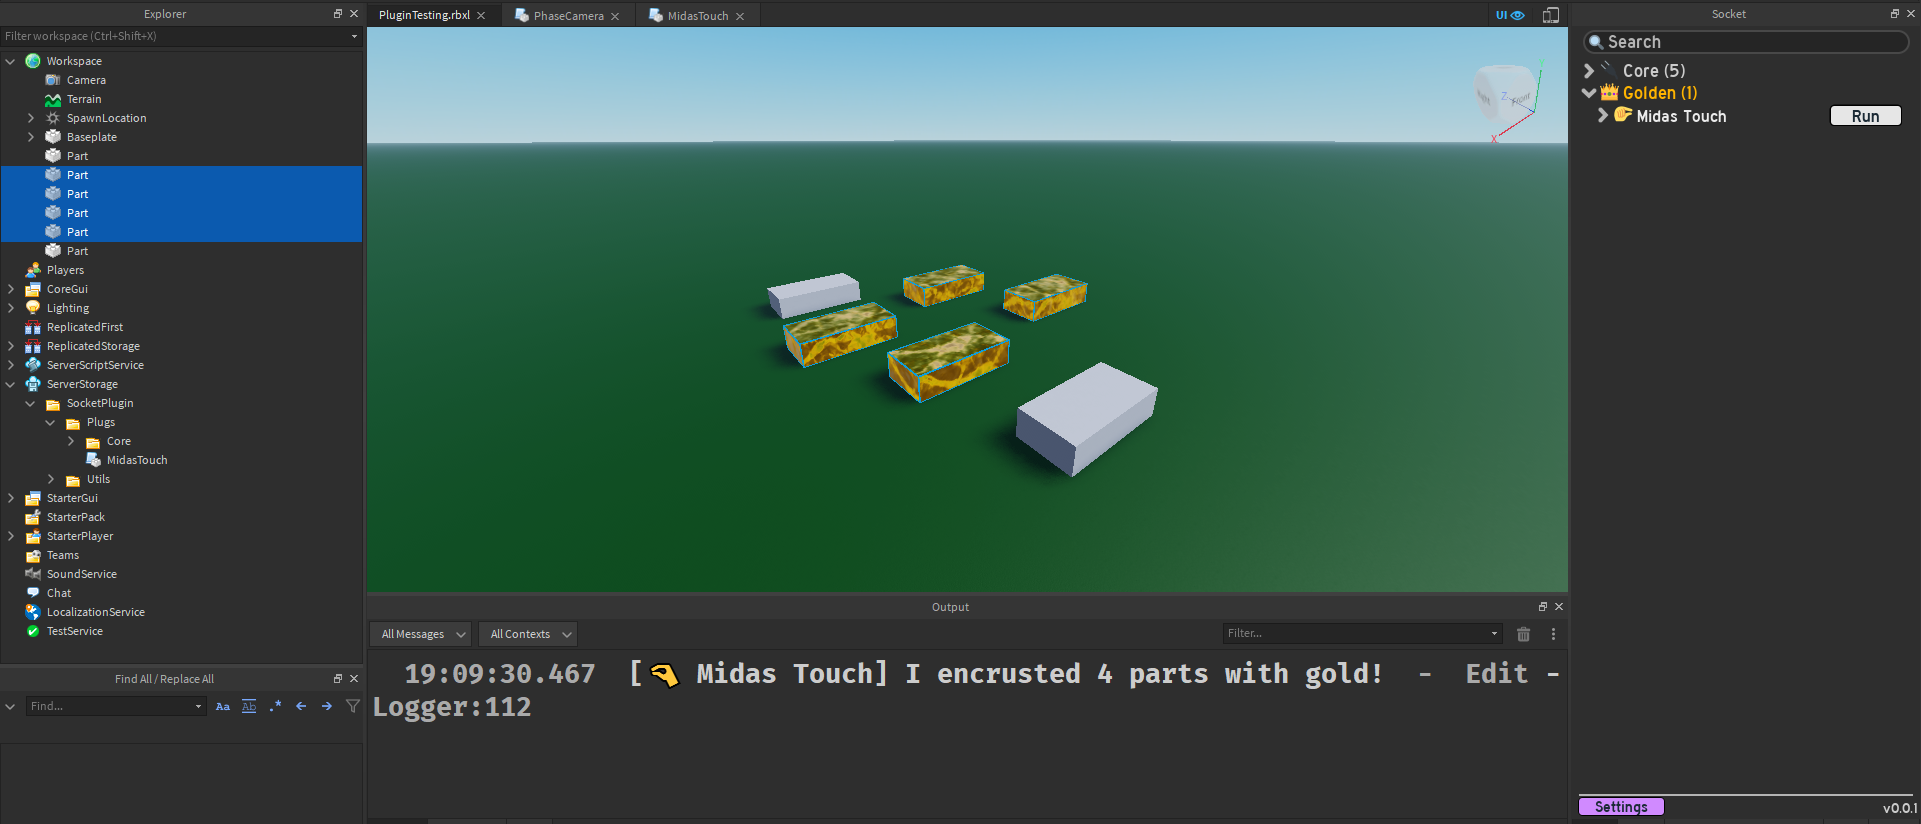 Explorer
Filter workspace (Ctrl+Shift+X)
Workspace
Camera
Terrain
SpawnLocation
Baseplate
Part
Part
Part
Part
Part
Part
Players
CoreGui
Lighting
ReplicatedFirst
ReplicatedStorage
ServerScriptService
ServerStorage
SocketPlugin
Plugs
Core
MidasTouch
Utils
StarterGui
StarterPack
StarterPlayer
Teams
SoundService
Chat
LocalizationService
TestService
Find All / Replace All
Find...
Aa
Ab
.*
PluginTesting.rbxl
PhaseCamera
MidasTouch
UI
Right
Front
Z
X
Output
All Messages
All Contexts
Filter...
19:09:30.467 [👈 Midas Touch] I encrusted 4 parts with gold! - Edit -
Logger:112
Socket
Search
Core (5)
Golden (1)
Midas Touch
Run
Settings
v0.0.1